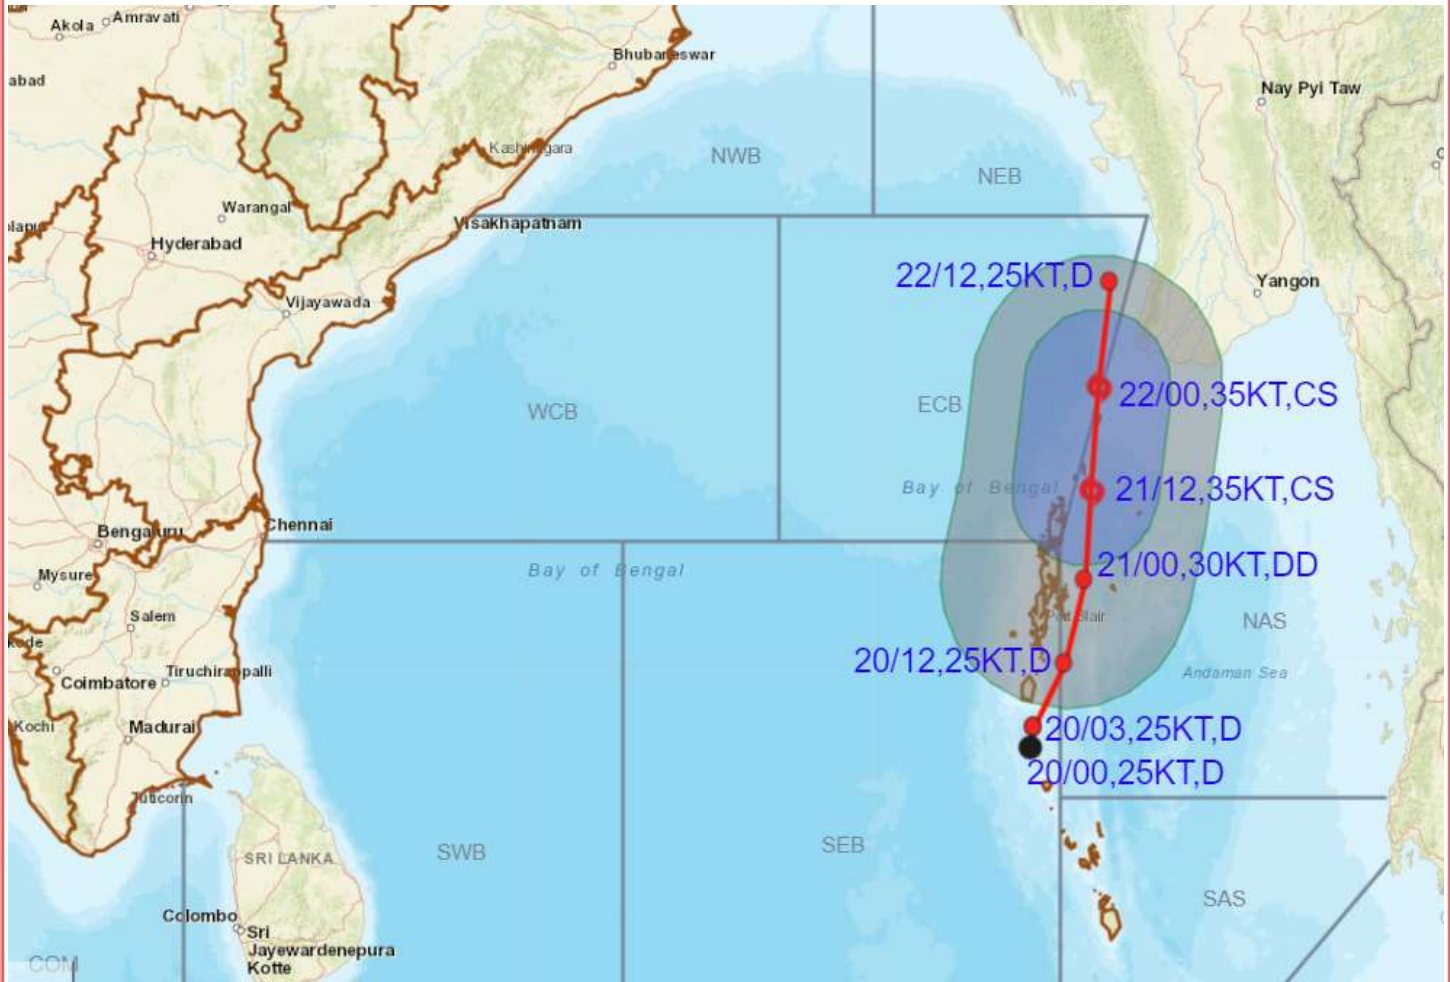 Akola
Amravati
abad
Bhubaneswar
Nay Pyi Taw
Kashinagara
NWB
NEB
Warangal
olapur
Visakhapatnam
Hyderabad
22/12,25KT,D
Yangon
Vijayawada
22/00,35KT,CS
WCB
ECB
Bay of Bengal
21/12,35KT,CS
Chennai
Bengaluru
21/00,30KT,DD
Bay of Bengal
Mysure
Salem
Port Blair
NAS
kode
20/12,25KT,D
Tiruchirappalli
Andaman Sea
Coimbatore
Kochi
Madurai
20/03,25KT,D
20/00,25KT,D
Tuticorin
SRI LANKA
SWB
SEB
SAS
Colombo
Sri
Jayewardenepura
Kotte
COM